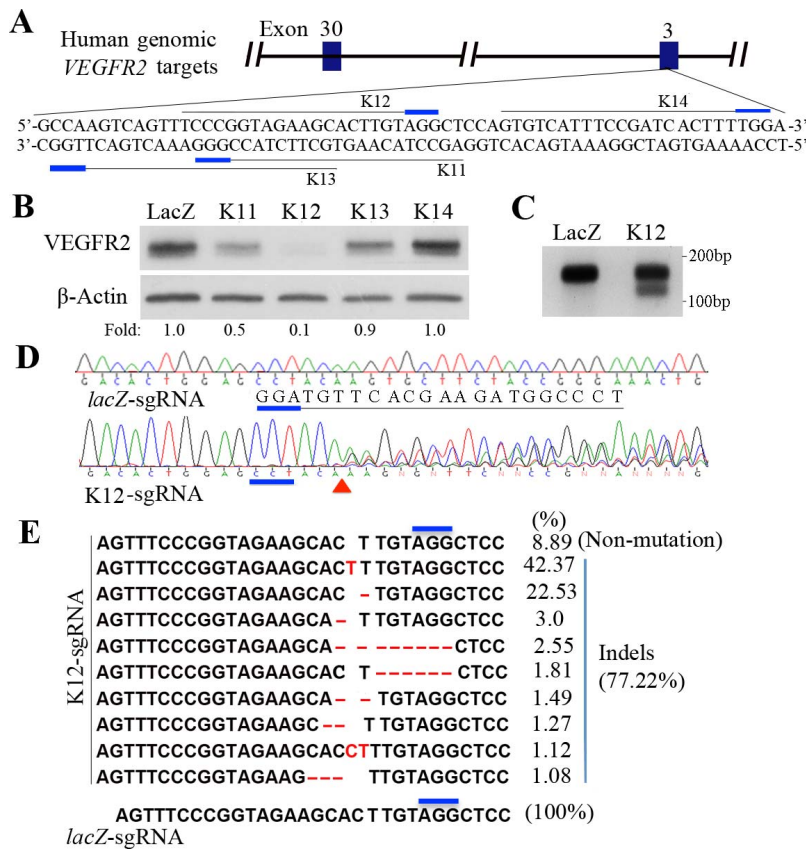 A
Human genomic
VEGFR2 targets
Exon 30
3
K12
K14
5’-GCCAAGTCAGTTTCCCGGTAGAAGCACTTGTAGGCTCCAGTGTCATTTCCGATCACTTTTGGA-3’
3’-CGGTTCAGTCAAAGGGCCATCTTCGTGAACATCCGAGGTCACAGTAAAGGCTAGTGAAAACCT-5’
K13
K11
B
LacZ K11 K12 K13 K14
VEGFR2
β-Actin
Fold: 1.0 0.5 0.1 0.9 1.0
C
LacZ K12
200bp
100bp
D
G A C A C T G G A G C C T A C A A G T G C T T C T A C C G G G A A A C T G
lacZ-sgRNA
G G A T G T T C A C G A A G A T G G C C C T
G A C A C T G G A G C C T A C A
K12-sgRNA
E
(%)
AGTTTCCCGGTAGAAGCAC T TGTAGGCTCC 8.89 (Non-mutation)
AGTTTCCCGGTAGAAGCACTTTGTAGGCTCC 42.37
AGTTTCCCGGTAGAAGCAC - TGTAGGCTCC 22.53
AGTTTCCCGGTAGAAGCA- T TGTAGGCTCC 3.0
AGTTTCCCGGTAGAAGCA- -------CTCC 2.55
AGTTTCCCGGTAGAAGCAC T------CTCC 1.81
AGTTTCCCGGTAGAAGCA- - TGTAGGCTCC 1.49
AGTTTCCCGGTAGAAGC-- T TGTAGGCTCC 1.27
AGTTTCCCGGTAGAAGCACCTTTGTAGGCTCC 1.12
AGTTTCCCGGTAGAAG--- TTGTAGGCTCC 1.08
K12-sgRNA
Indels
(77.22%)
AGTTTCCCGGTAGAAGCACTTGTAGGCTCC (100%)
lacZ-sgRNA